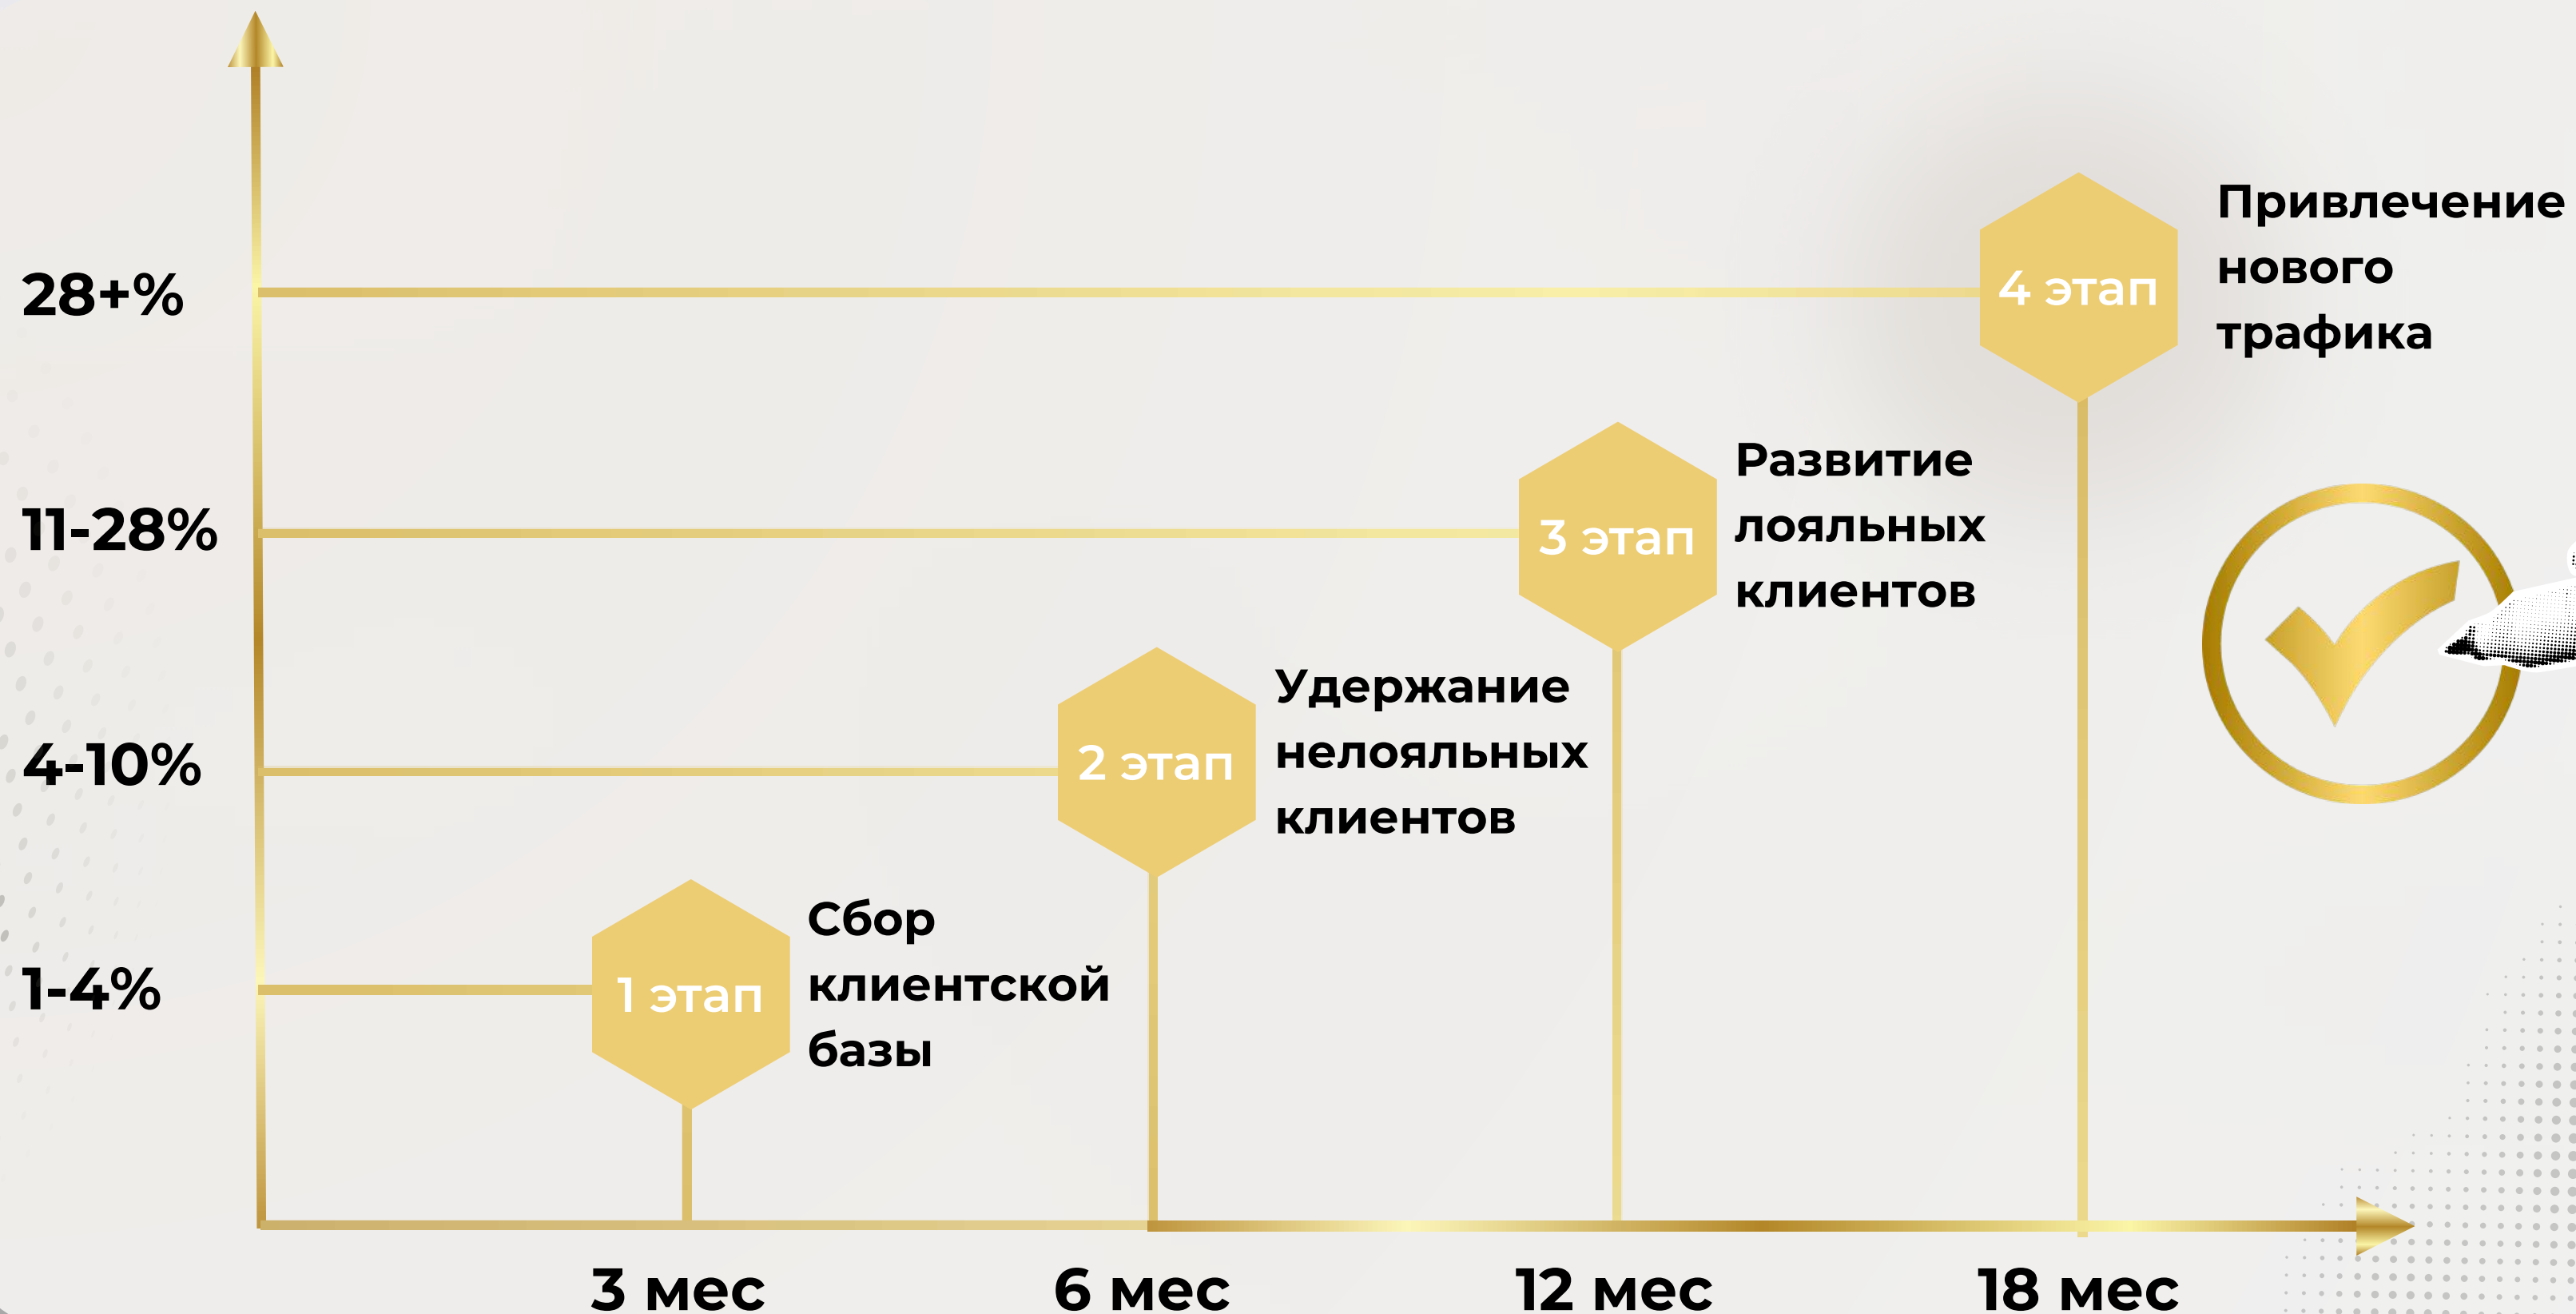 28+%
4 этап
Привлечение
нового
трафика
11-28%
3 этап
Развитие
лояльных
клиентов
4-10%
2 этап
Удержание
нелояльных
клиентов
1-4%
1 этап
Сбор
клиентской
базы
3 мес
6 мес
12 мес
18 мес